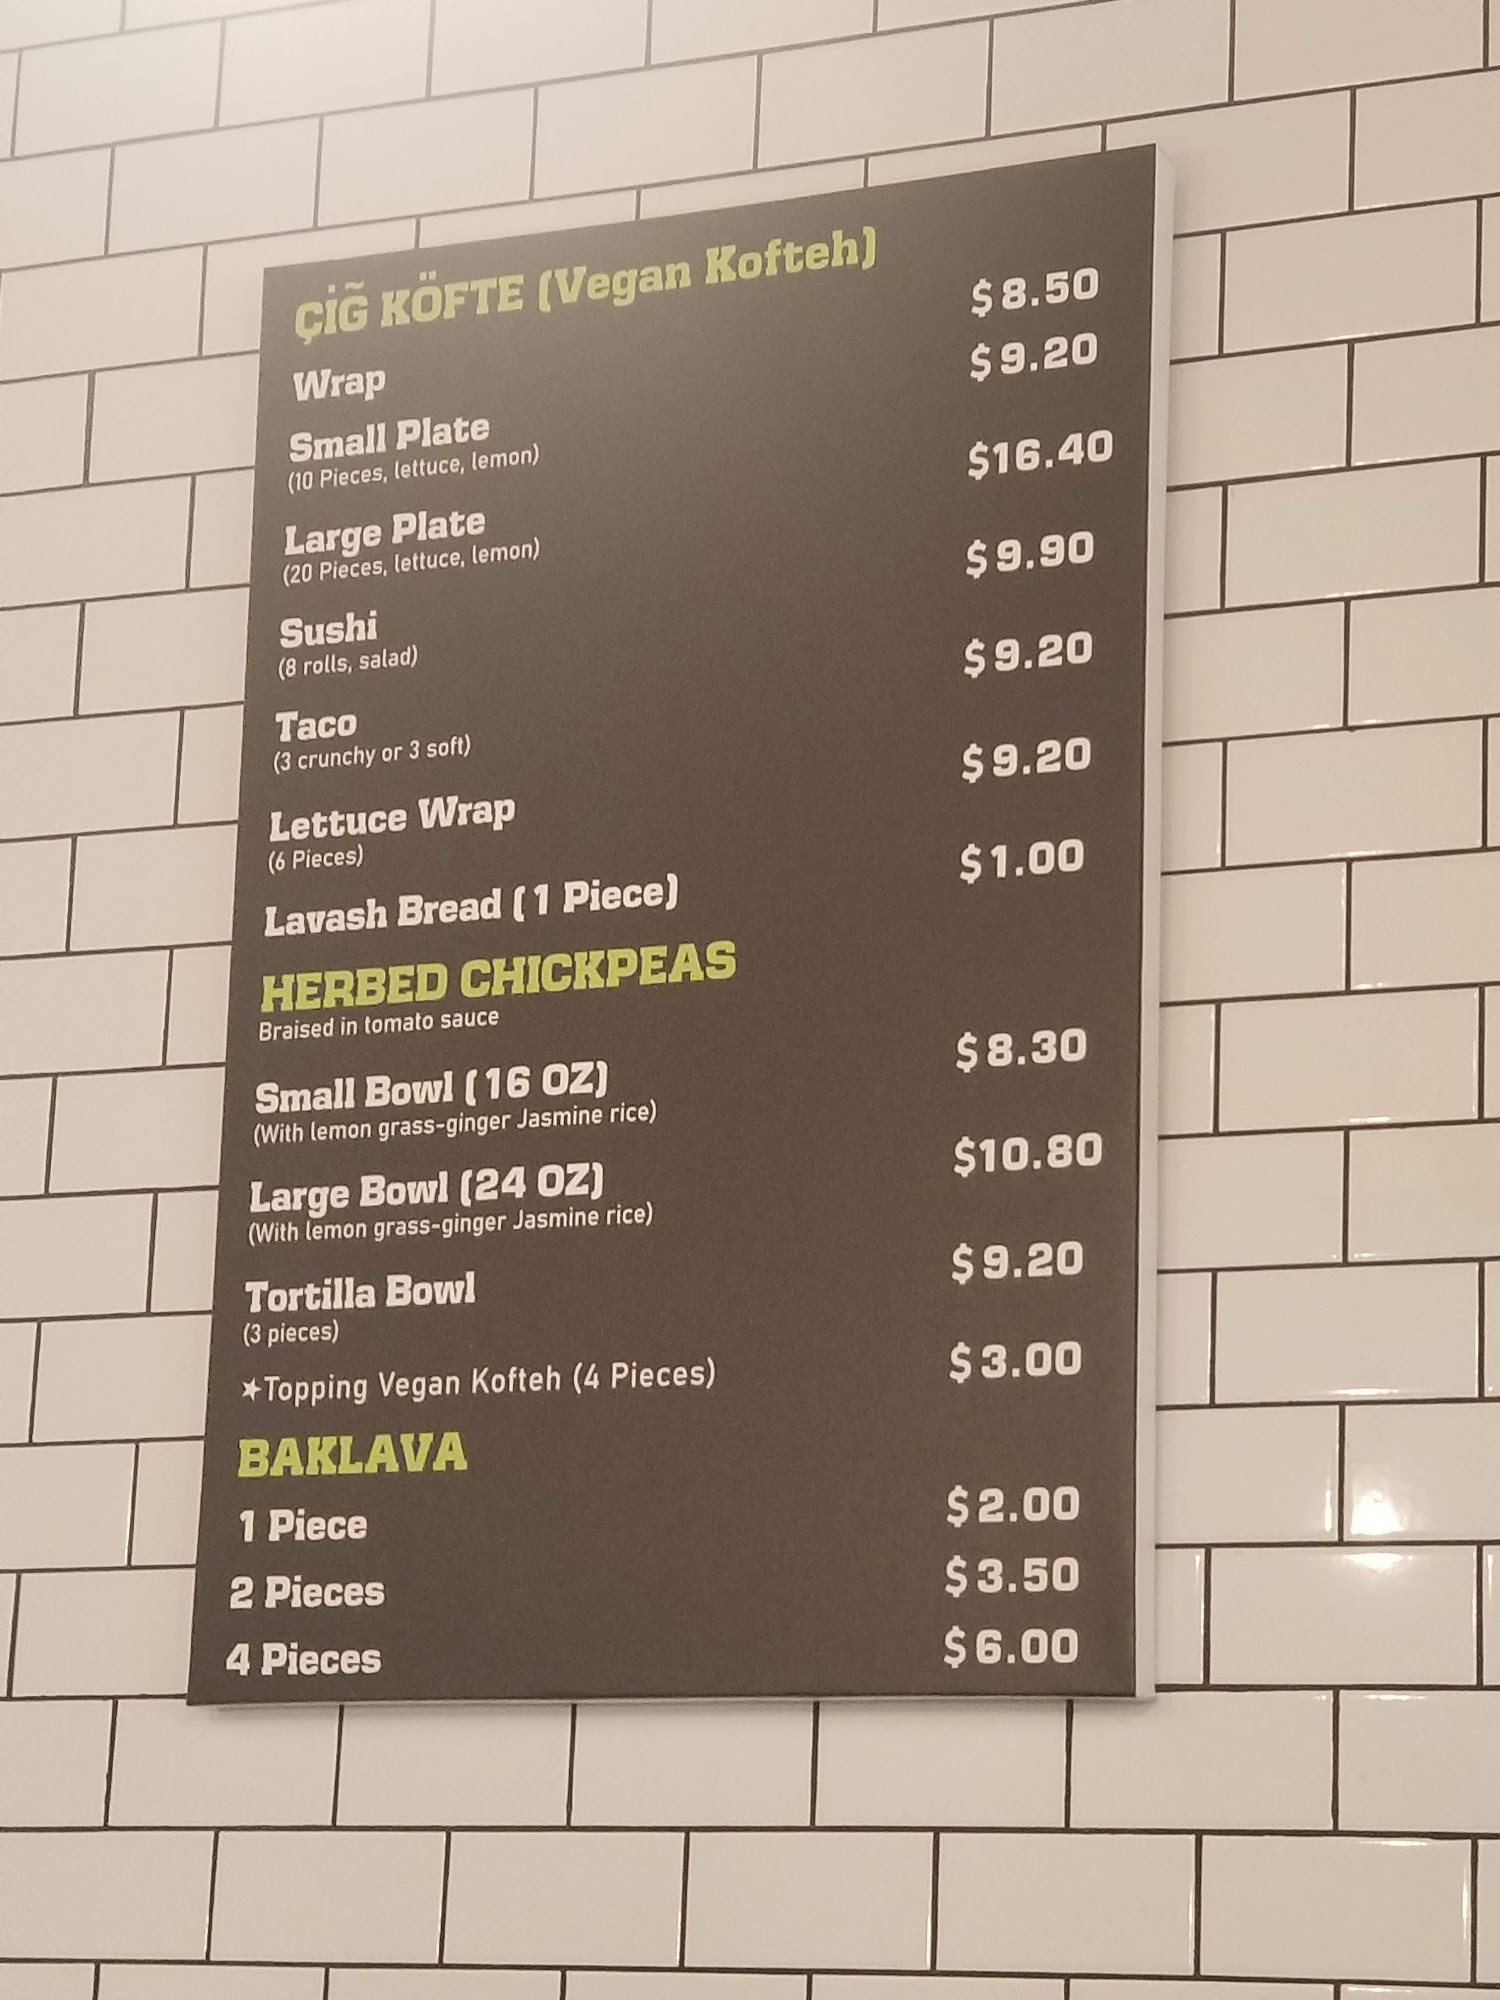 ÇİG̃ KÖFTE (Vegan Kofteh)
Wrap $8.50
Small Plate $9.20
(10 Pieces, lettuce, lemon)
Large Plate $16.40
(20 Pieces, lettuce, lemon)
Sushi $9.90
(8 rolls, salad)
Taco $9.20
(3 crunchy or 3 soft)
Lettuce Wrap $9.20
(6 Pieces)
Lavash Bread (1 Piece) $1.00
HERBED CHICKPEAS
Braised in tomato sauce
Small Bowl (16 OZ) $8.30
(With lemon grass-ginger Jasmine rice)
Large Bowl (24 OZ) $10.80
(With lemon grass-ginger Jasmine rice)
Tortilla Bowl $9.20
(3 pieces)
★Topping Vegan Kofteh (4 Pieces) $3.00
BAKLAVA
1 Piece $2.00
2 Pieces $3.50
4 Pieces $6.00